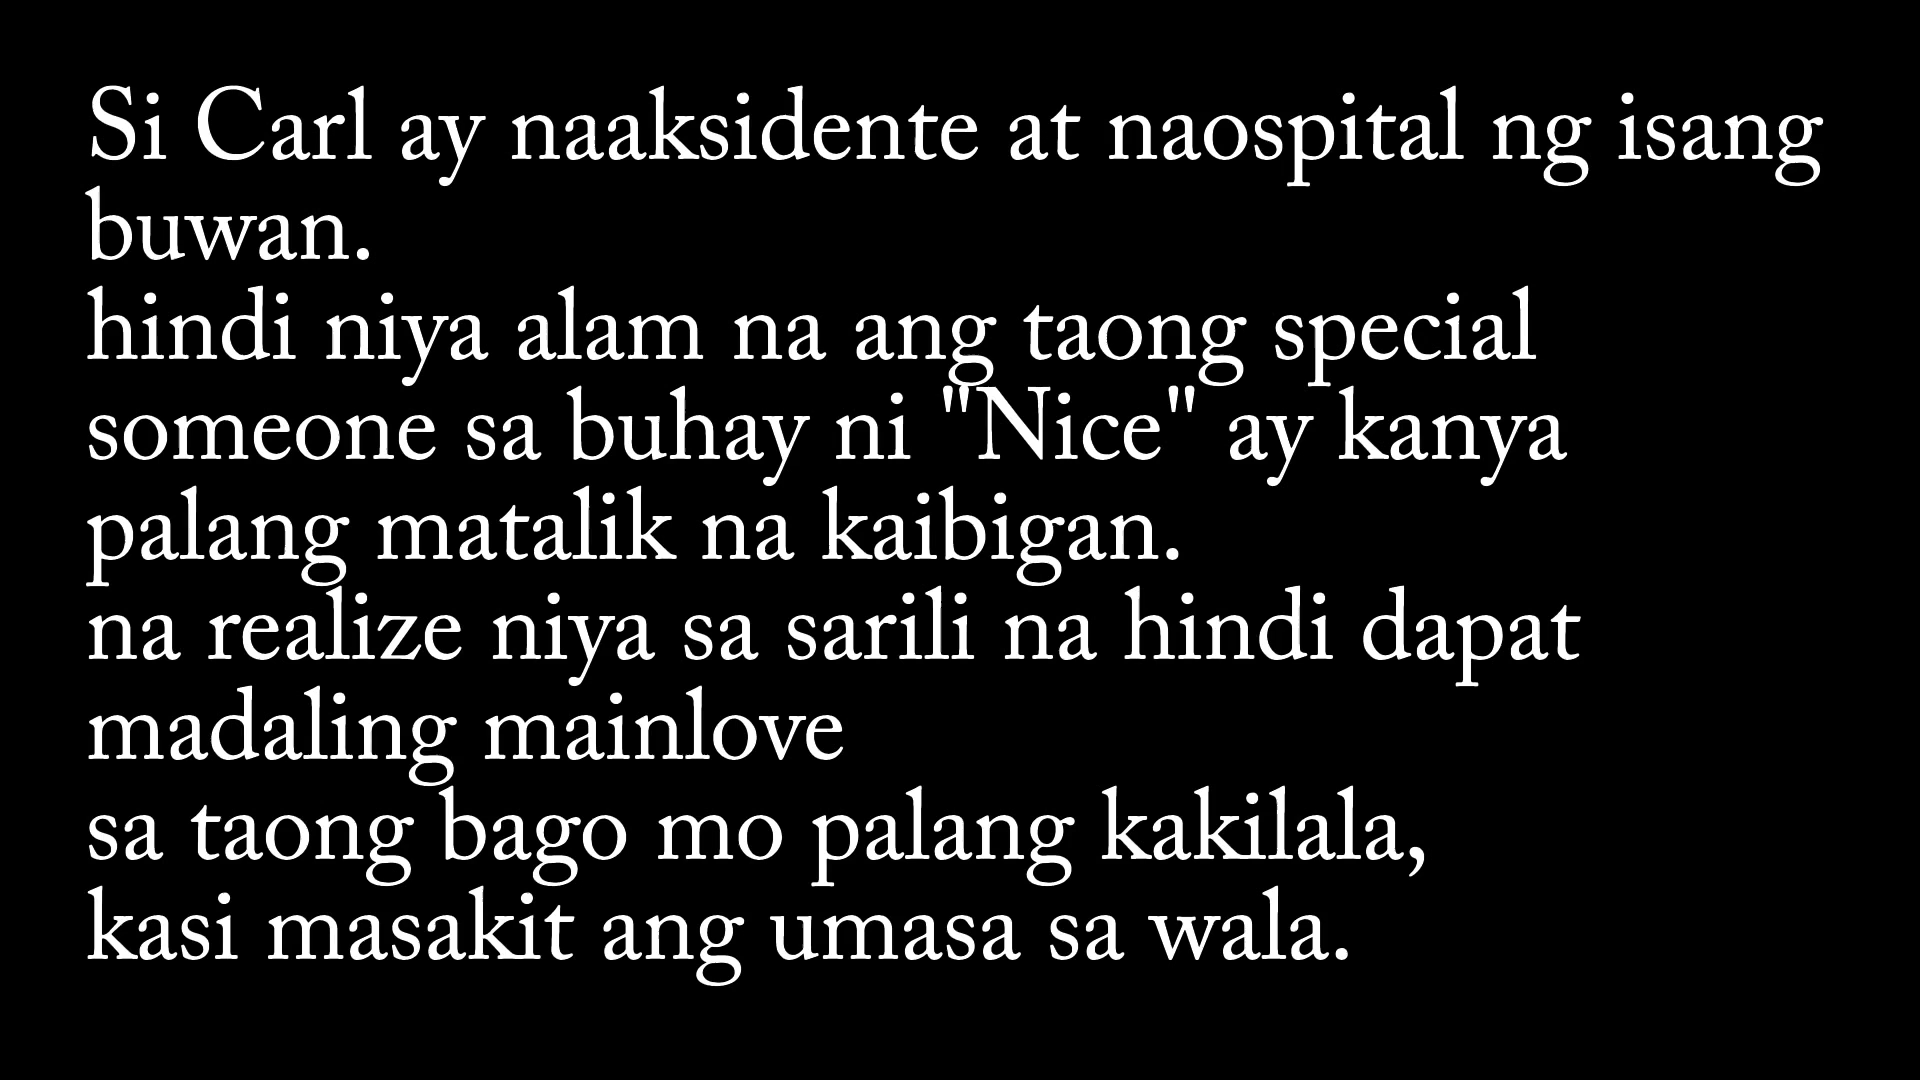 Si Carl ay naaksidente at naospital ng isang
buwan.
hindi niya alam na ang taong special
someone sa buhay ni "Nice" ay kanya
palang matalik na kaibigan.
na realize niya sa sarili na hindi dapat
madaling mainlove
sa taong bago mo palang kakilala,
kasi masakit ang umasa sa wala.